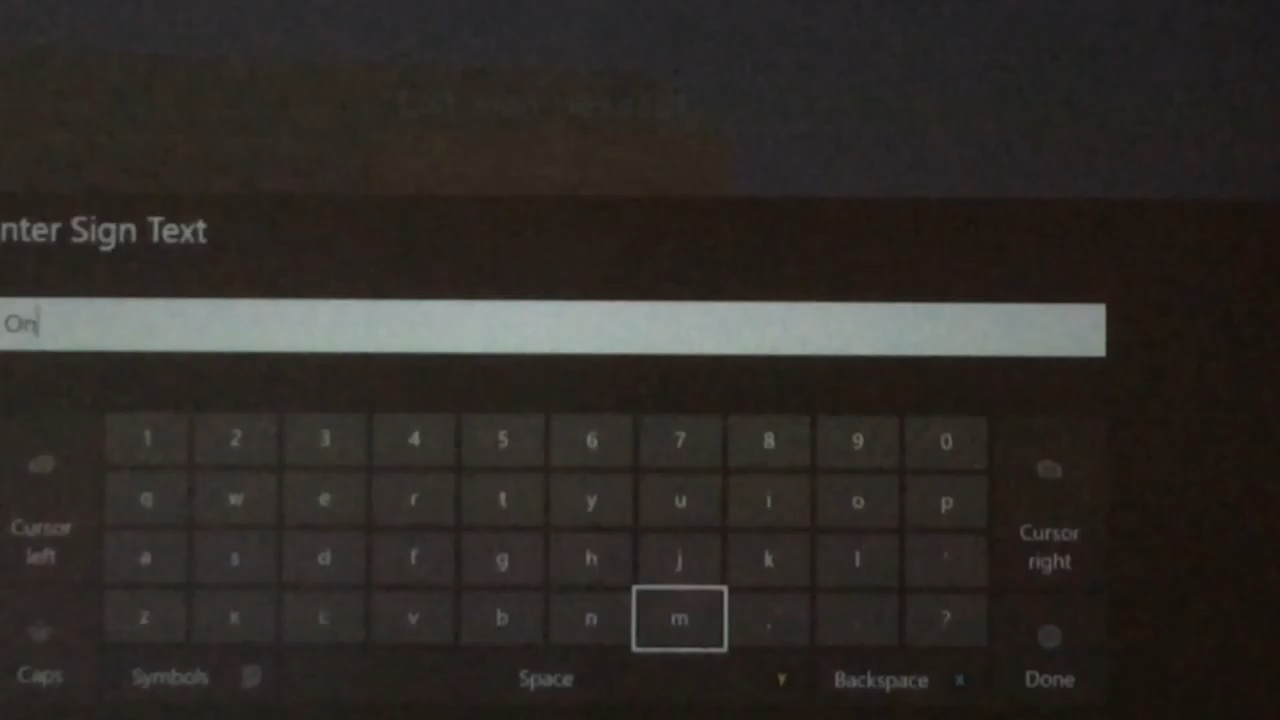 nter Sign Text
On
1 2 3 4 5 6 7 8 9 0
q w e r t y u i o p
Cursor left
a s d f g h j k l '
Cursor right
z x c v b n m , . ?
Caps
Symbols
Space
y
Backspace
x
Done